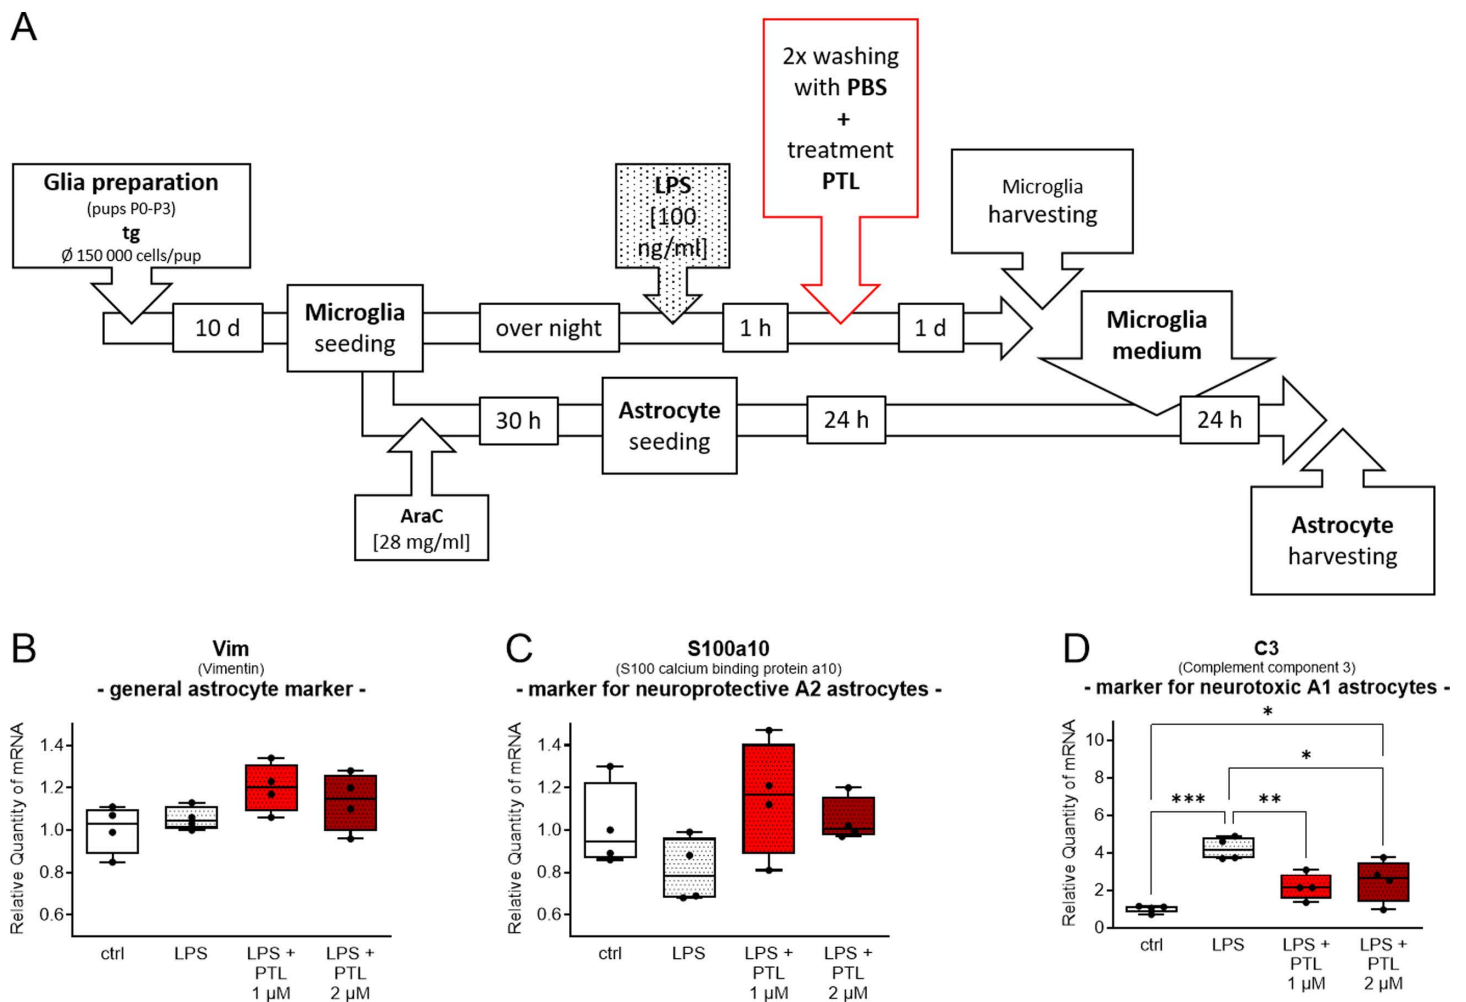 A
Glia preparation
(pups P0-P3)
tg
Ø 150 000 cells/pup
10 d
Microglia
seeding
over night
LPS
[100
ng/ml]
1 h
2x washing
with PBS
+
treatment
PTL
1 d
Microglia
harvesting
Microglia
medium
AraC
[28 mg/ml]
30 h
Astrocyte
seeding
24 h
24 h
Astrocyte
harvesting
B
Vim
(Vimentin)
- general astrocyte marker -
Relative Quantity of mRNA
1.4
1.2
1.0
0.8
0.6
ctrl
LPS
LPS +
PTL
1 µM
LPS +
PTL
2 µM
C
S100a10
(S100 calcium binding protein a10)
- marker for neuroprotective A2 astrocytes -
Relative Quantity of mRNA
1.4
1.2
1.0
0.8
0.6
ctrl
LPS
LPS +
PTL
1 µM
LPS +
PTL
2 µM
D
C3
(Complement component 3)
- marker for neurotoxic A1 astrocytes -
Relative Quantity of mRNA
10
8
6
4
2
0
*
*
***
**
ctrl
LPS
LPS +
PTL
1 µM
LPS +
PTL
2 µM